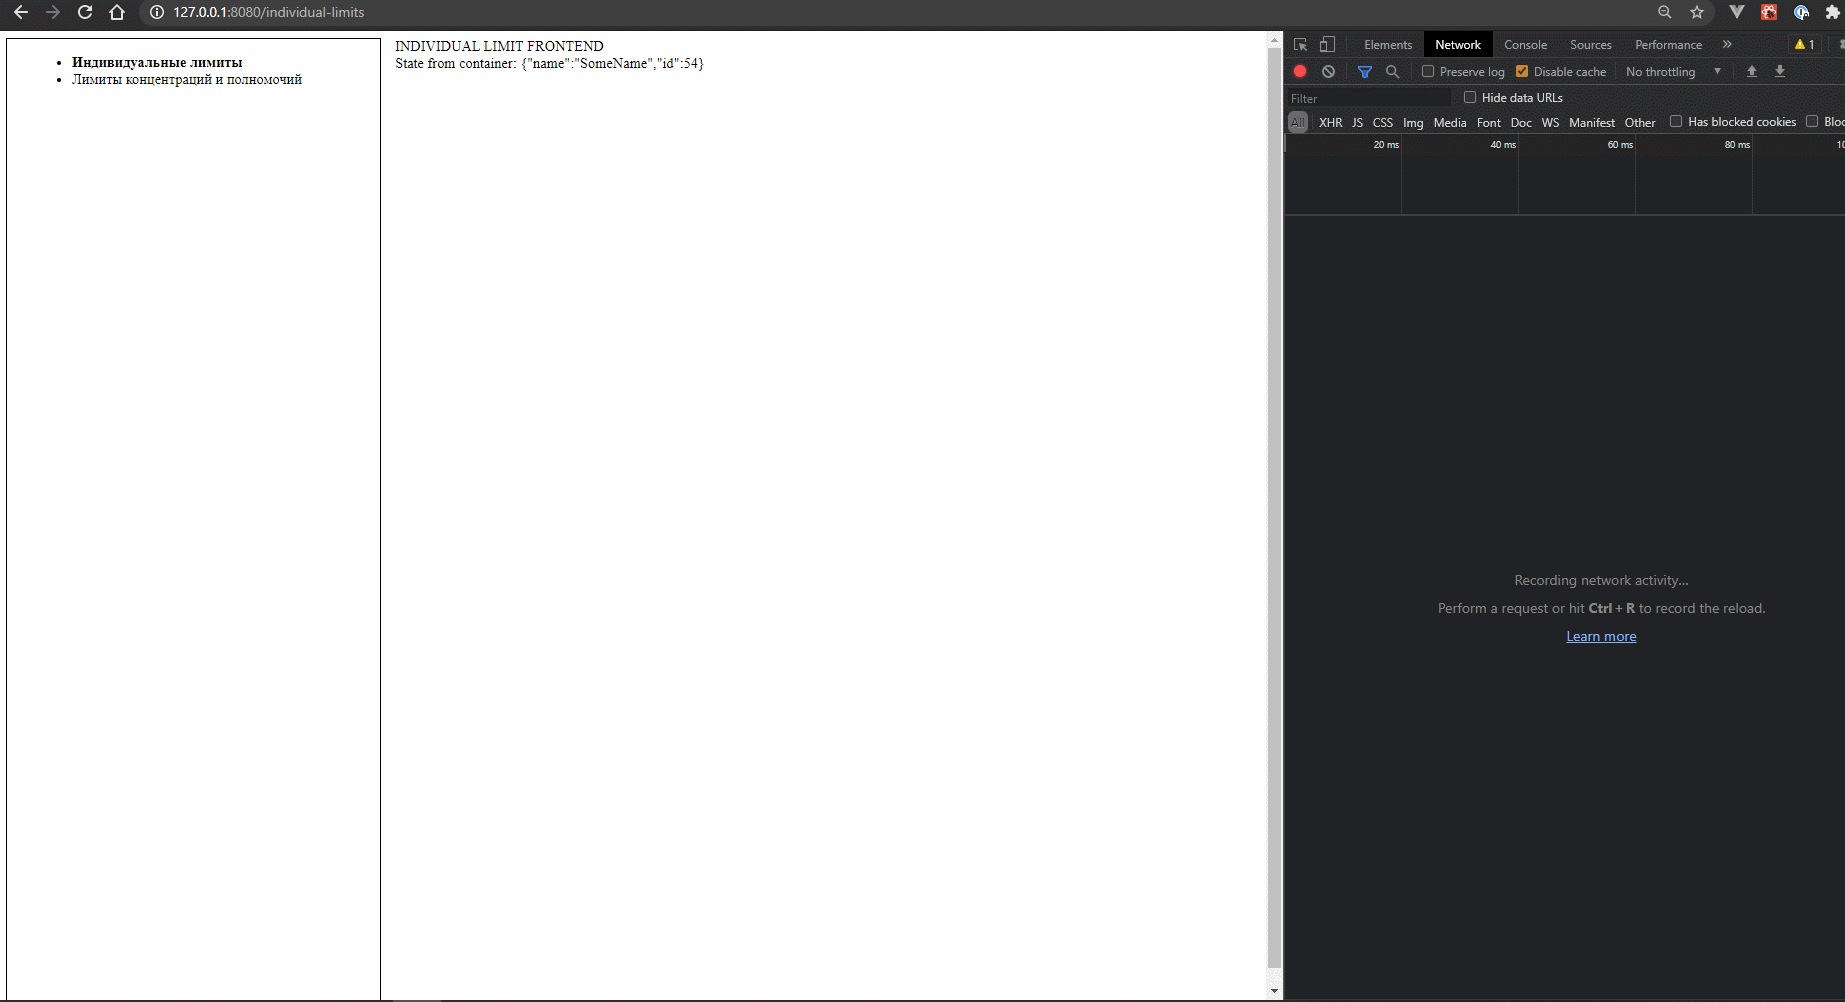 127.0.0.1:8080/individual-limits
Индивидуальные лимиты
Лимиты концентраций и полномочий
INDIVIDUAL LIMIT FRONTEND
State from container: {"name":"SomeName","id":54}
Elements Network Console Sources Performance » 1
Preserve log Disable cache No throttling ▼
Filter Hide data URLs
All XHR JS CSS Img Media Font Doc WS Manifest Other Has blocked cookies Bloc
20 ms 40 ms 60 ms 80 ms 10
Recording network activity...
Perform a request or hit Ctrl + R to record the reload.
Learn more